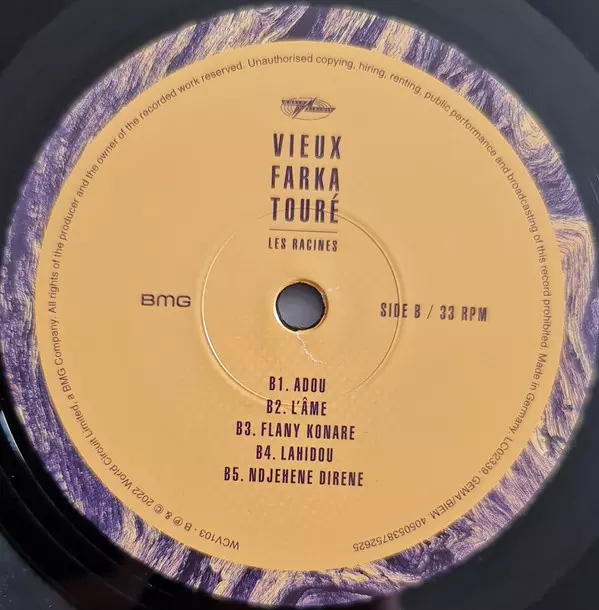 WORLD CIRCUIT
VIEUX
FARKA
TOURÉ
LES RACINES
BMG
SIDE B / 33 RPM
B1. ADOU
B2. L'ÂME
B3. FLANY KONARE
B4. LAHIDOU
B5. NDJEHENE DIRENE
WCV103 - B ℗ & © 2022 World Circuit Limited, a BMG Company. All rights of the producer and the owner of the recorded work reserved. Unauthorised copying, hiring, renting, public performance and broadcasting of this record prohibited. Made in Germany. LC02339. GEMA/BIEM. 4050538752625